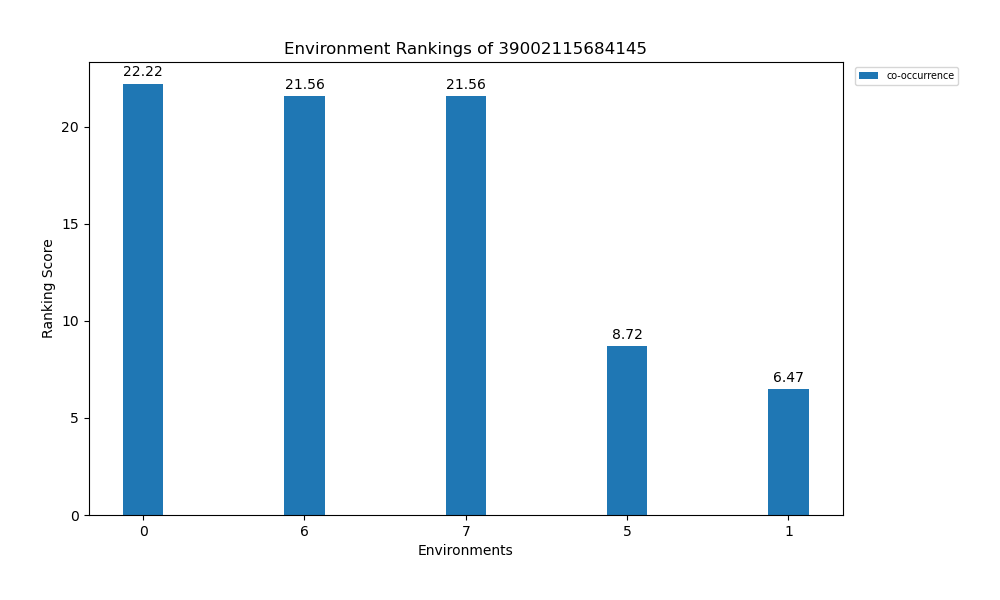 Environment Rankings of 39002115684145
co-occurrence
22.22
21.56
21.56
8.72
6.47
Ranking Score
20
15
10
5
0
0 6 7 5 1
Environments